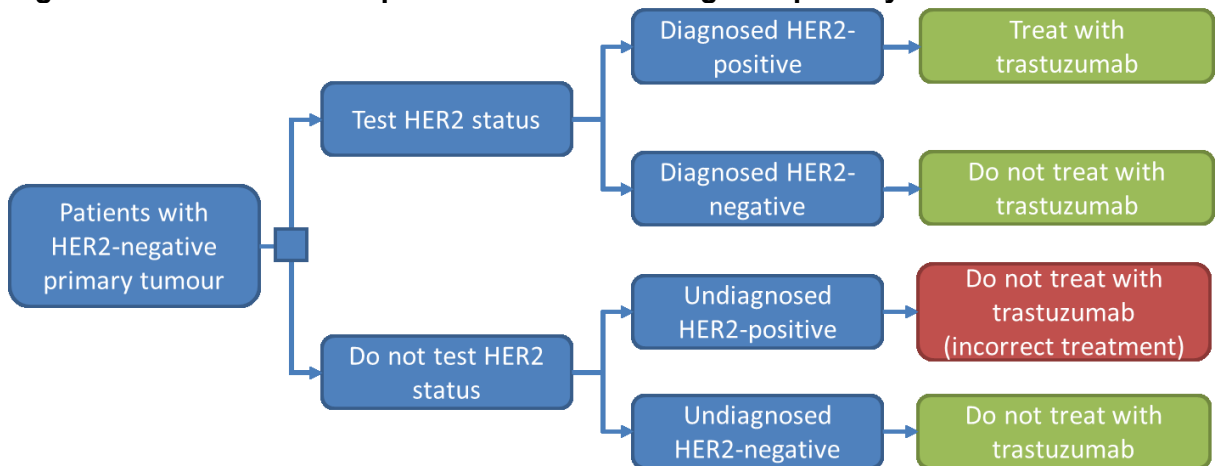 Patients with
HER2-negative
primary tumour
Test HER2 status
Diagnosed HER2-
positive
Treat with
trastuzumab
Diagnosed HER2-
negative
Do not treat with
trastuzumab
Do not test HER2
status
Undiagnosed
HER2-positive
Do not treat with
trastuzumab
(incorrect treatment)
Undiagnosed
HER2-negative
Do not treat with
trastuzumab